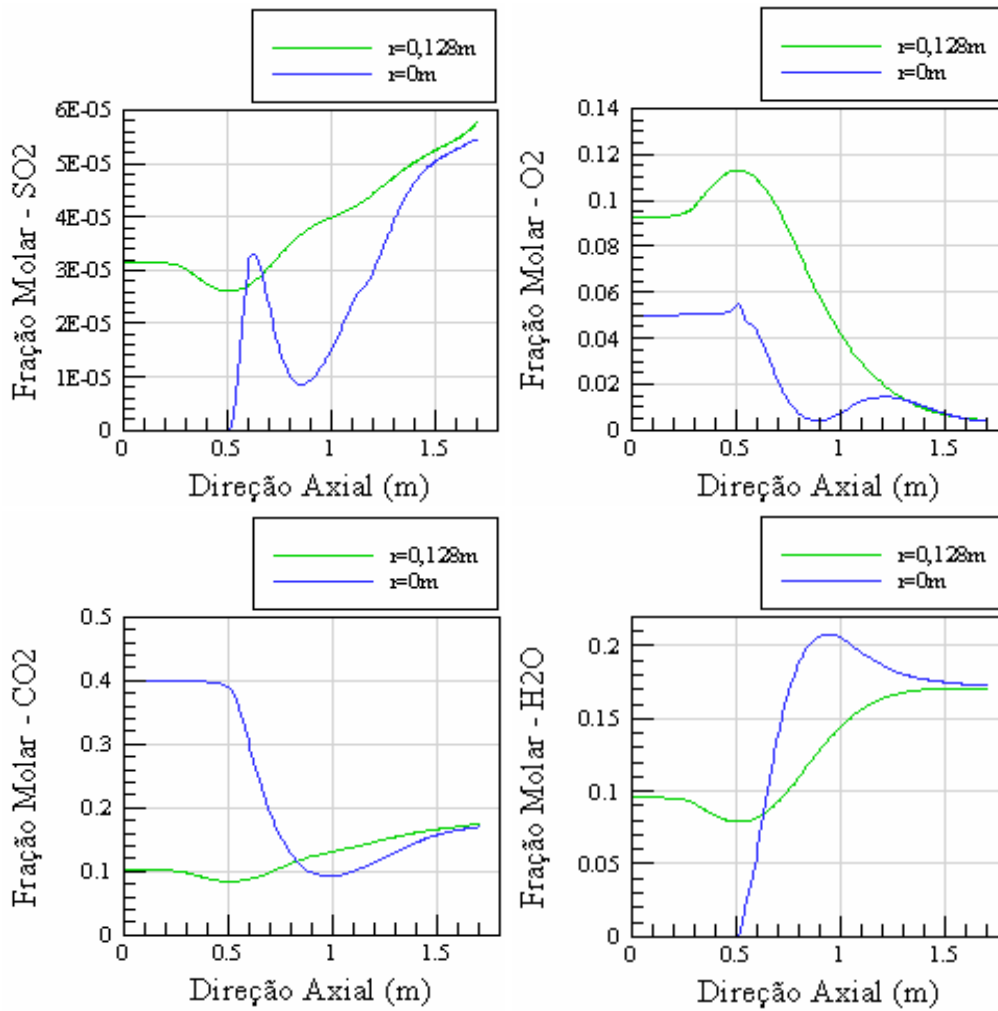 r=0,128m
r=0m
6E-05
5E-05
4E-05
3E-05
2E-05
1E-05
0
0 0.5 1 1.5
Fração Molar - SO2
Direção Axial (m)
r=0,128m
r=0m
0.14
0.12
0.1
0.08
0.06
0.04
0.02
0
0 0.5 1 1.5
Fração Molar - O2
Direção Axial (m)
r=0,128m
r=0m
0.5
0.4
0.3
0.2
0.1
0
0 0.5 1 1.5
Fração Molar - CO2
Direção Axial (m)
r=0,128m
r=0m
0.2
0.15
0.1
0.05
0
0 0.5 1 1.5
Fração Molar - H2O
Direção Axial (m)